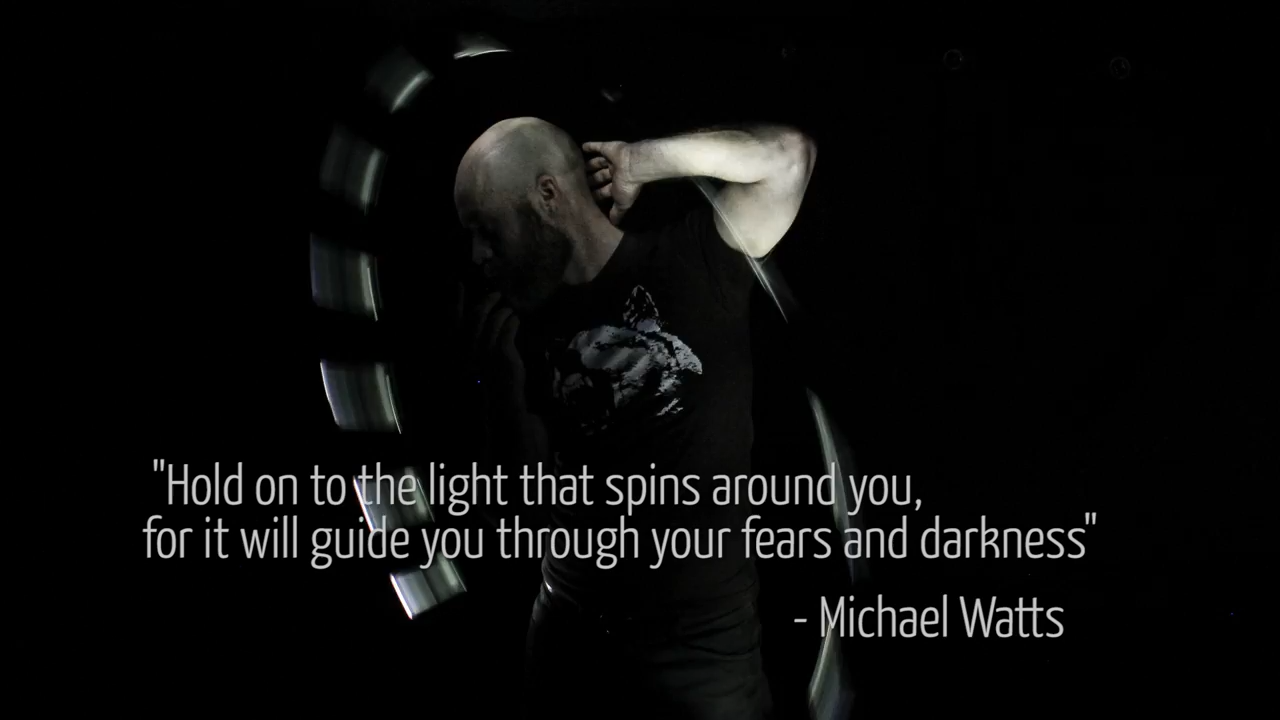 "Hold on to the light that spins around you,
for it will guide you through your fears and darkness"
- Michael Watts